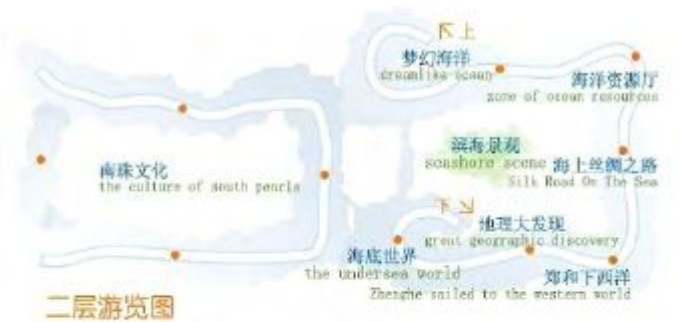 上
梦幻海洋
dreamlike ocean
海洋资源厅
zone of ocean resources
滨海景观
seashore scene
海上丝绸之路
Silk Road On The Sea
南珠文化
the culture of south pearls
下
地理大发现
great geographic discovery
海底世界
the undersea world
郑和下西洋
Zhenghe sailed to the western world
二层游览图